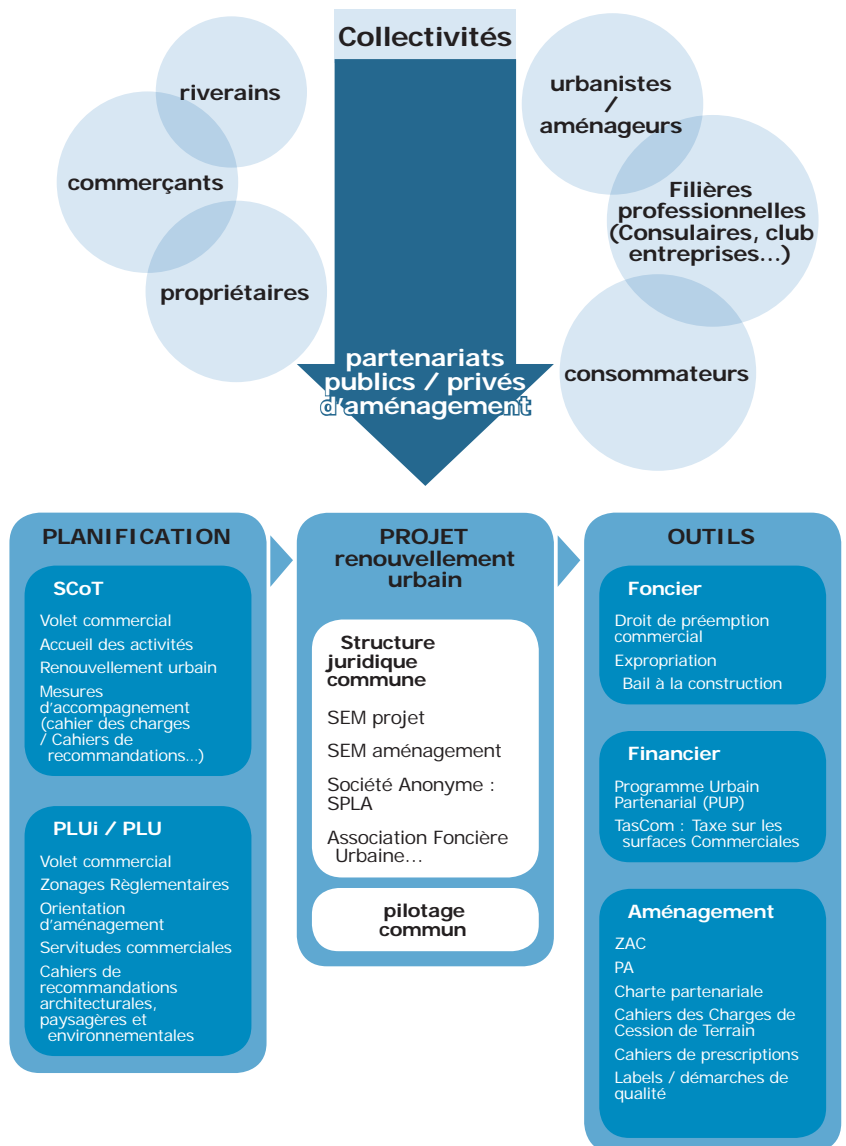 Collectivités
riverains
commerçants
propriétaires
urbanistes
/
aménageurs
Filières
professionnelles
(Consulaires, club
entreprises...)
consommateurs
partenariats
publics / privés
d'aménagement
PLANIFICATION
SCoT
Volet commercial
Accueil des activités
Renouvellement urbain
Mesures
d'accompagnement
(cahier des charges
/ Cahiers de
recommandations...)
PLUi / PLU
Volet commercial
Zonages Règlementaires
Orientation
d'aménagement
Servitudes commerciales
Cahiers de
recommandations
architecturales,
paysagères et
environnementales
PROJET
renouvellement
urbain
Structure
juridique
commune
SEM projet
SEM aménagement
Société Anonyme :
SPLA
Association Foncière
Urbaine...
pilotage
commun
OUTILS
Foncier
Droit de préemption
commercial
Expropriation
Bail à la construction
Financier
Programme Urbain
Partenarial (PUP)
TasCom : Taxe sur les
surfaces Commerciales
Aménagement
ZAC
PA
Charte partenariale
Cahiers des Charges de
Cession de Terrain
Cahiers de prescriptions
Labels / démarches de
qualité